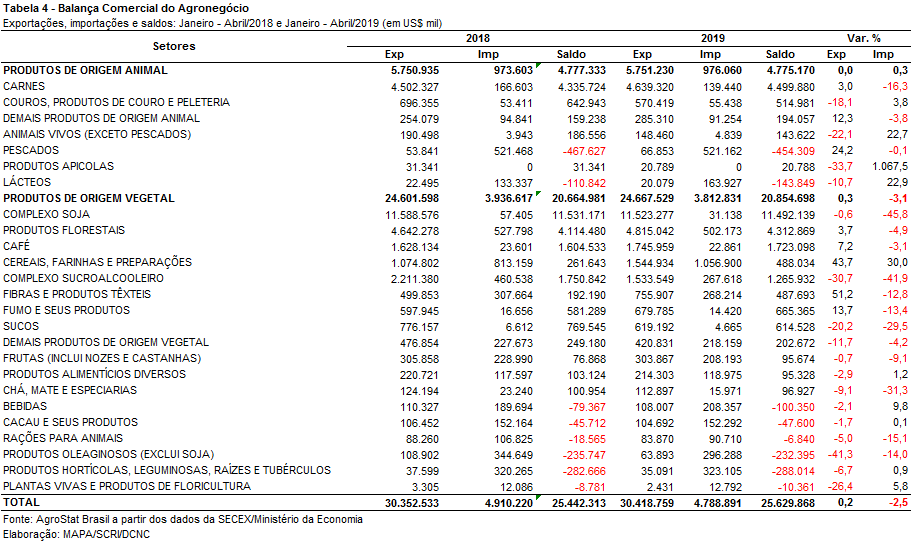 Tabela 4 - Balança Comercial do Agronegócio
Exportações, importações e saldos: Janeiro - Abril/2018 e Janeiro - Abril/2019 (em US$ mil)
Setores 2018 2019 Var. %
Exp Imp Saldo Exp Imp Saldo Exp Imp
PRODUTOS DE ORIGEM ANIMAL 5.750.935 973.603 4.777.333 5.751.230 976.060 4.775.170 0,0 0,3
CARNES 4.502.327 166.603 4.335.724 4.639.320 139.440 4.499.880 3,0 -16,3
COUROS, PRODUTOS DE COURO E PELETERIA 696.355 53.411 642.943 570.419 55.438 514.981 -18,1 3,8
DEMAIS PRODUTOS DE ORIGEM ANIMAL 254.079 94.841 159.238 285.310 91.254 194.057 12,3 -3,8
ANIMAIS VIVOS (EXCETO PESCADOS) 190.498 3.943 186.556 148.460 4.839 143.622 -22,1 22,7
PESCADOS 53.841 521.468 -467.627 66.853 521.162 -454.309 24,2 -0,1
PRODUTOS APICOLAS 31.341 0 31.341 20.789 0 20.788 -33,7 1.067,5
LÁCTEOS 22.495 133.337 -110.842 20.079 163.927 -143.849 -10,7 22,9
PRODUTOS DE ORIGEM VEGETAL 24.601.598 3.936.617 20.664.981 24.667.529 3.812.831 20.854.698 0,3 -3,1
COMPLEXO SOJA 11.588.576 57.405 11.531.171 11.523.277 31.138 11.492.139 -0,6 -45,8
PRODUTOS FLORESTAIS 4.642.278 527.798 4.114.480 4.815.042 502.173 4.312.869 3,7 -4,9
CAFÉ 1.628.134 23.601 1.604.533 1.745.959 22.861 1.723.098 7,2 -3,1
CEREAIS, FARINHAS E PREPARAÇÕES 1.074.802 813.159 261.643 1.544.934 1.056.900 488.034 43,7 30,0
COMPLEXO SUCROALCOOLEIRO 2.211.380 460.538 1.750.842 1.533.549 267.618 1.265.932 -30,7 -41,9
FIBRAS E PRODUTOS TÊXTEIS 499.853 307.664 192.190 755.907 268.214 487.693 51,2 -12,8
FUMO E SEUS PRODUTOS 597.945 16.656 581.289 679.785 14.420 665.365 13,7 -13,4
SUCOS 776.157 6.612 769.545 619.192 4.665 614.528 -20,2 -29,5
DEMAIS PRODUTOS DE ORIGEM VEGETAL 476.854 227.673 249.180 420.831 218.159 202.672 -11,7 -4,2
FRUTAS (INCLUI NOZES E CASTANHAS) 305.858 228.990 76.868 303.867 208.193 95.674 -0,7 -9,1
PRODUTOS ALIMENTÍCIOS DIVERSOS 220.721 117.597 103.124 214.303 118.975 95.328 -2,9 1,2
CHÁ, MATE E ESPECIARIAS 124.194 23.240 100.954 112.897 15.971 96.927 -9,1 -31,3
BEBIDAS 110.327 189.694 -79.367 108.007 208.357 -100.350 -2,1 9,8
CACAU E SEUS PRODUTOS 106.452 152.164 -45.712 104.692 152.292 -47.600 -1,7 0,1
RAÇÕES PARA ANIMAIS 88.260 106.825 -18.565 83.870 90.710 -6.840 -5,0 -15,1
PRODUTOS OLEAGINOSOS (EXCLUI SOJA) 108.902 344.649 -235.747 63.893 296.288 -232.395 -41,3 -14,0
PRODUTOS HORTÍCOLAS, LEGUMINOSAS, RAÍZES E TUBÉRCULOS 37.599 320.265 -282.666 35.091 323.105 -288.014 -6,7 0,9
PLANTAS VIVAS E PRODUTOS DE FLORICULTURA 3.305 12.086 -8.781 2.431 12.792 -10.361 -26,4 5,8
TOTAL 30.352.533 4.910.220 25.442.313 30.418.759 4.788.891 25.629.868 0,2 -2,5
Fonte: AgroStat Brasil a partir dos dados da SECEX/Ministério da Economia
Elaboração: MAPA/SCRI/DCNC